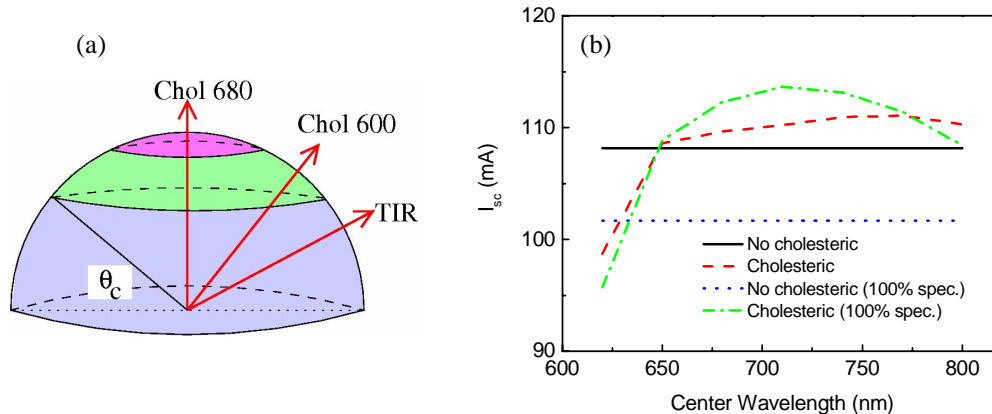 (a)
Chol 680
Chol 600
TIR
θc
(b)
120
110
100
90
Isc (mA)
No cholesteric
Cholesteric
No cholesteric (100% spec.)
Cholesteric (100% spec.)
600 650 700 750 800
Center Wavelength (nm)